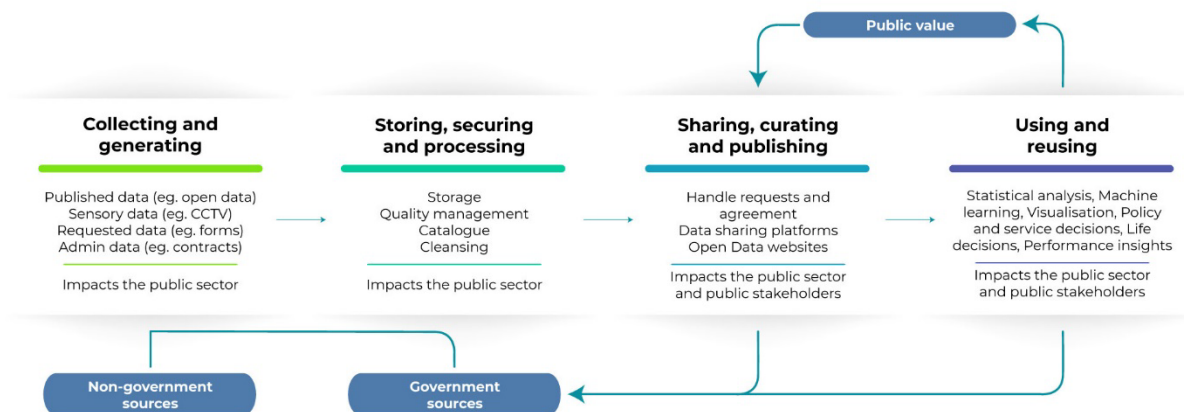 Public value
Collecting and
generating
Published data (eg. open data)
Sensory data (eg. CCTV)
Requested data (eg. forms)
Admin data (eg. contracts)
Impacts the public sector
Storing, securing
and processing
Storage
Quality management
Catalogue
Cleansing
Impacts the public sector
Sharing, curating
and publishing
Handle requests and
agreement
Data sharing platforms
Open Data websites
Impacts the public sector
and public stakeholders
Using and
reusing
Statistical analysis, Machine
learning, Visualisation, Policy
and service decisions, Life
decisions, Performance insights
Impacts the public sector
and public stakeholders
Non-government
sources
Government
sources